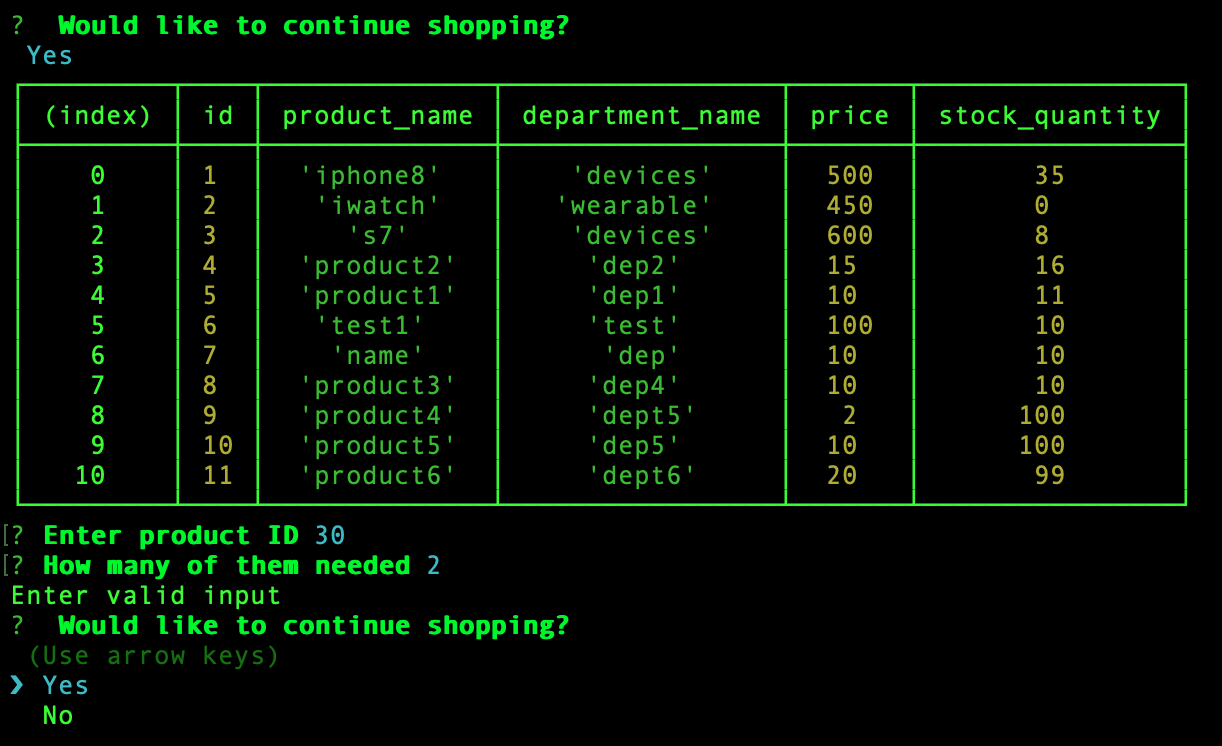 ? Would like to continue shopping?
Yes
(index) id product_name department_name price stock_quantity
0 1 'iphone8' 'devices' 500 35
1 2 'iwatch' 'wearable' 450 0
2 3 's7' 'devices' 600 8
3 4 'product2' 'dep2' 15 16
4 5 'product1' 'dep1' 10 11
5 6 'test1' 'test' 100 10
6 7 'name' 'dep' 10 10
7 8 'product3' 'dep4' 10 10
8 9 'product4' 'dept5' 2 100
9 10 'product5' 'dep5' 10 100
10 11 'product6' 'dept6' 20 99
[? Enter product ID 30
[? How many of them needed 2
Enter valid input
? Would like to continue shopping?
(Use arrow keys)
❯ Yes
No